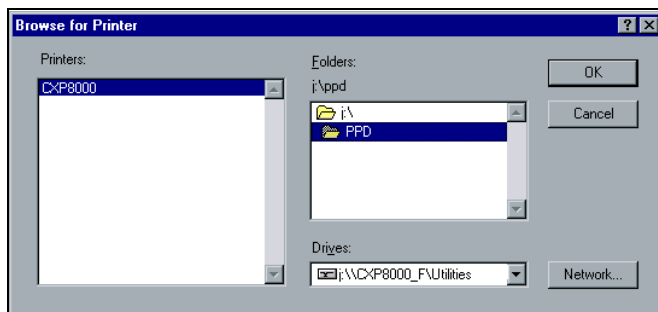 Browse for Printer
Printers:
CXP8000
Folders:
j:\ppd
j:\
PPD
Drives:
j:\\CXP8000_F\Utilities
OK
Cancel
Network...